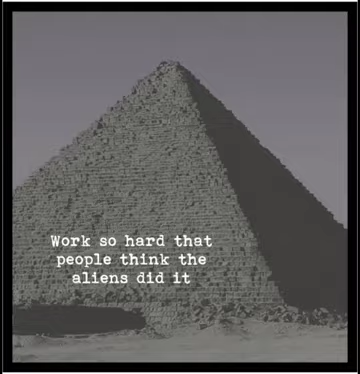 Work so hard that
people think the
aliens did it